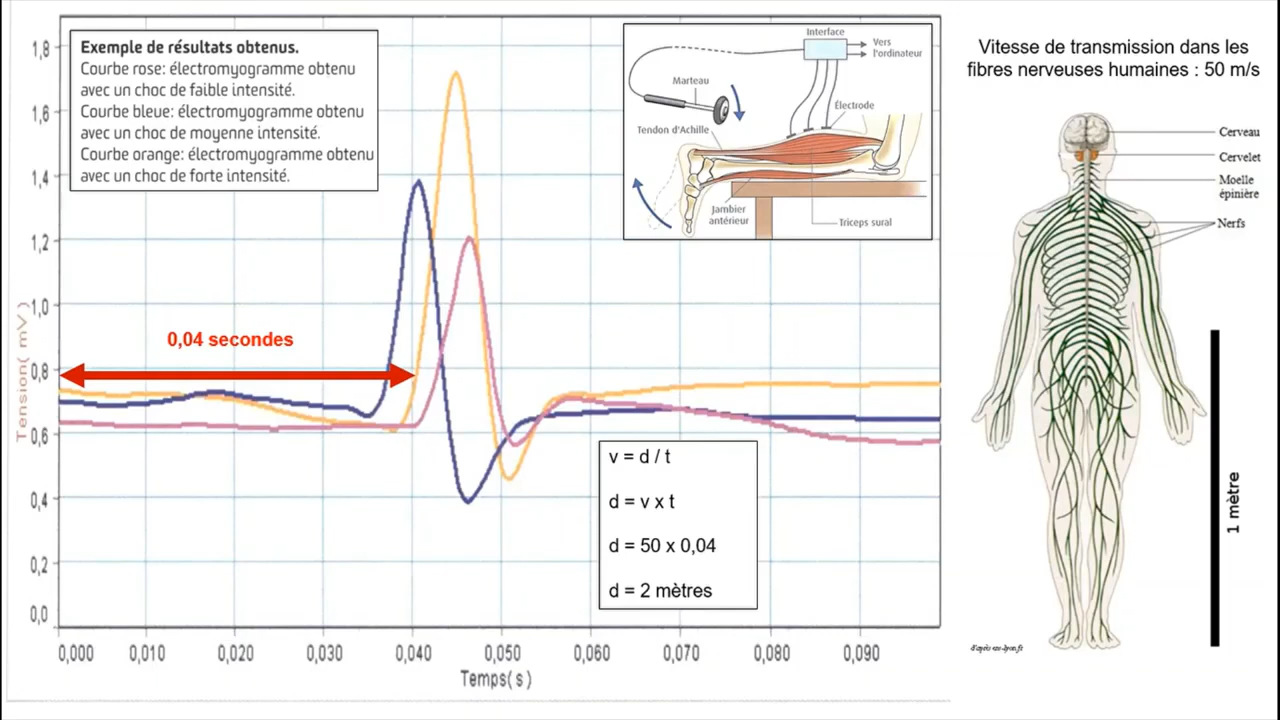 Exemple de résultats obtenus.
Courbe rose: électromyogramme obtenu
avec un choc de faible intensité.
Courbe bleue: électromyogramme obtenu
avec un choc de moyenne intensité.
Courbe orange: électromyogramme obtenu
avec un choc de forte intensité.
Interface
Vers
l'ordinateur
Marteau
Électrode
Tendon d'Achille
Jambier
antérieur
Triceps sural
Vitesse de transmission dans les
fibres nerveuses humaines : 50 m/s
Cerveau
Cervelet
Moelle
épinière
Nerfs
1 mètre
d'après ens-lyon.fr
0,04 secondes
v = d / t
d = v x t
d = 50 x 0,04
d = 2 mètres
Tension( mV )
1,8
1,6
1,4
1,2
1,0
0,8
0,6
0,4
0,2
0,0
0,000
0,010
0,020
0,030
0,040
0,050
0,060
0,070
0,080
0,090
Temps( s )